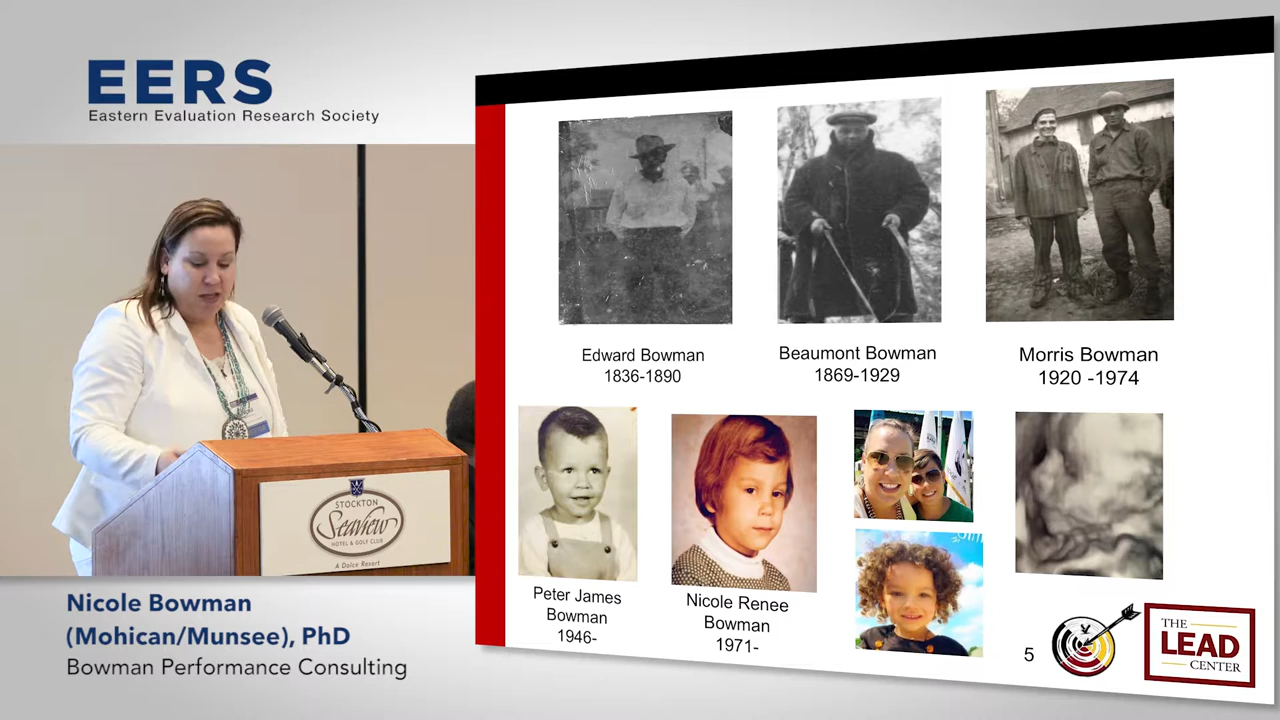 EERS
Eastern Evaluation Research Society
STOCKTON
Seaview
HOTEL & GOLF CLUB
A Dolce Resort
Nicole Bowman
(Mohican/Munsee), PhD
Bowman Performance Consulting
Edward Bowman
1836-1890
Beaumont Bowman
1869-1929
Morris Bowman
1920 -1974
Peter James
Bowman
1946-
Nicole Renee
Bowman
1971-
5
THE
LEAD
CENTER